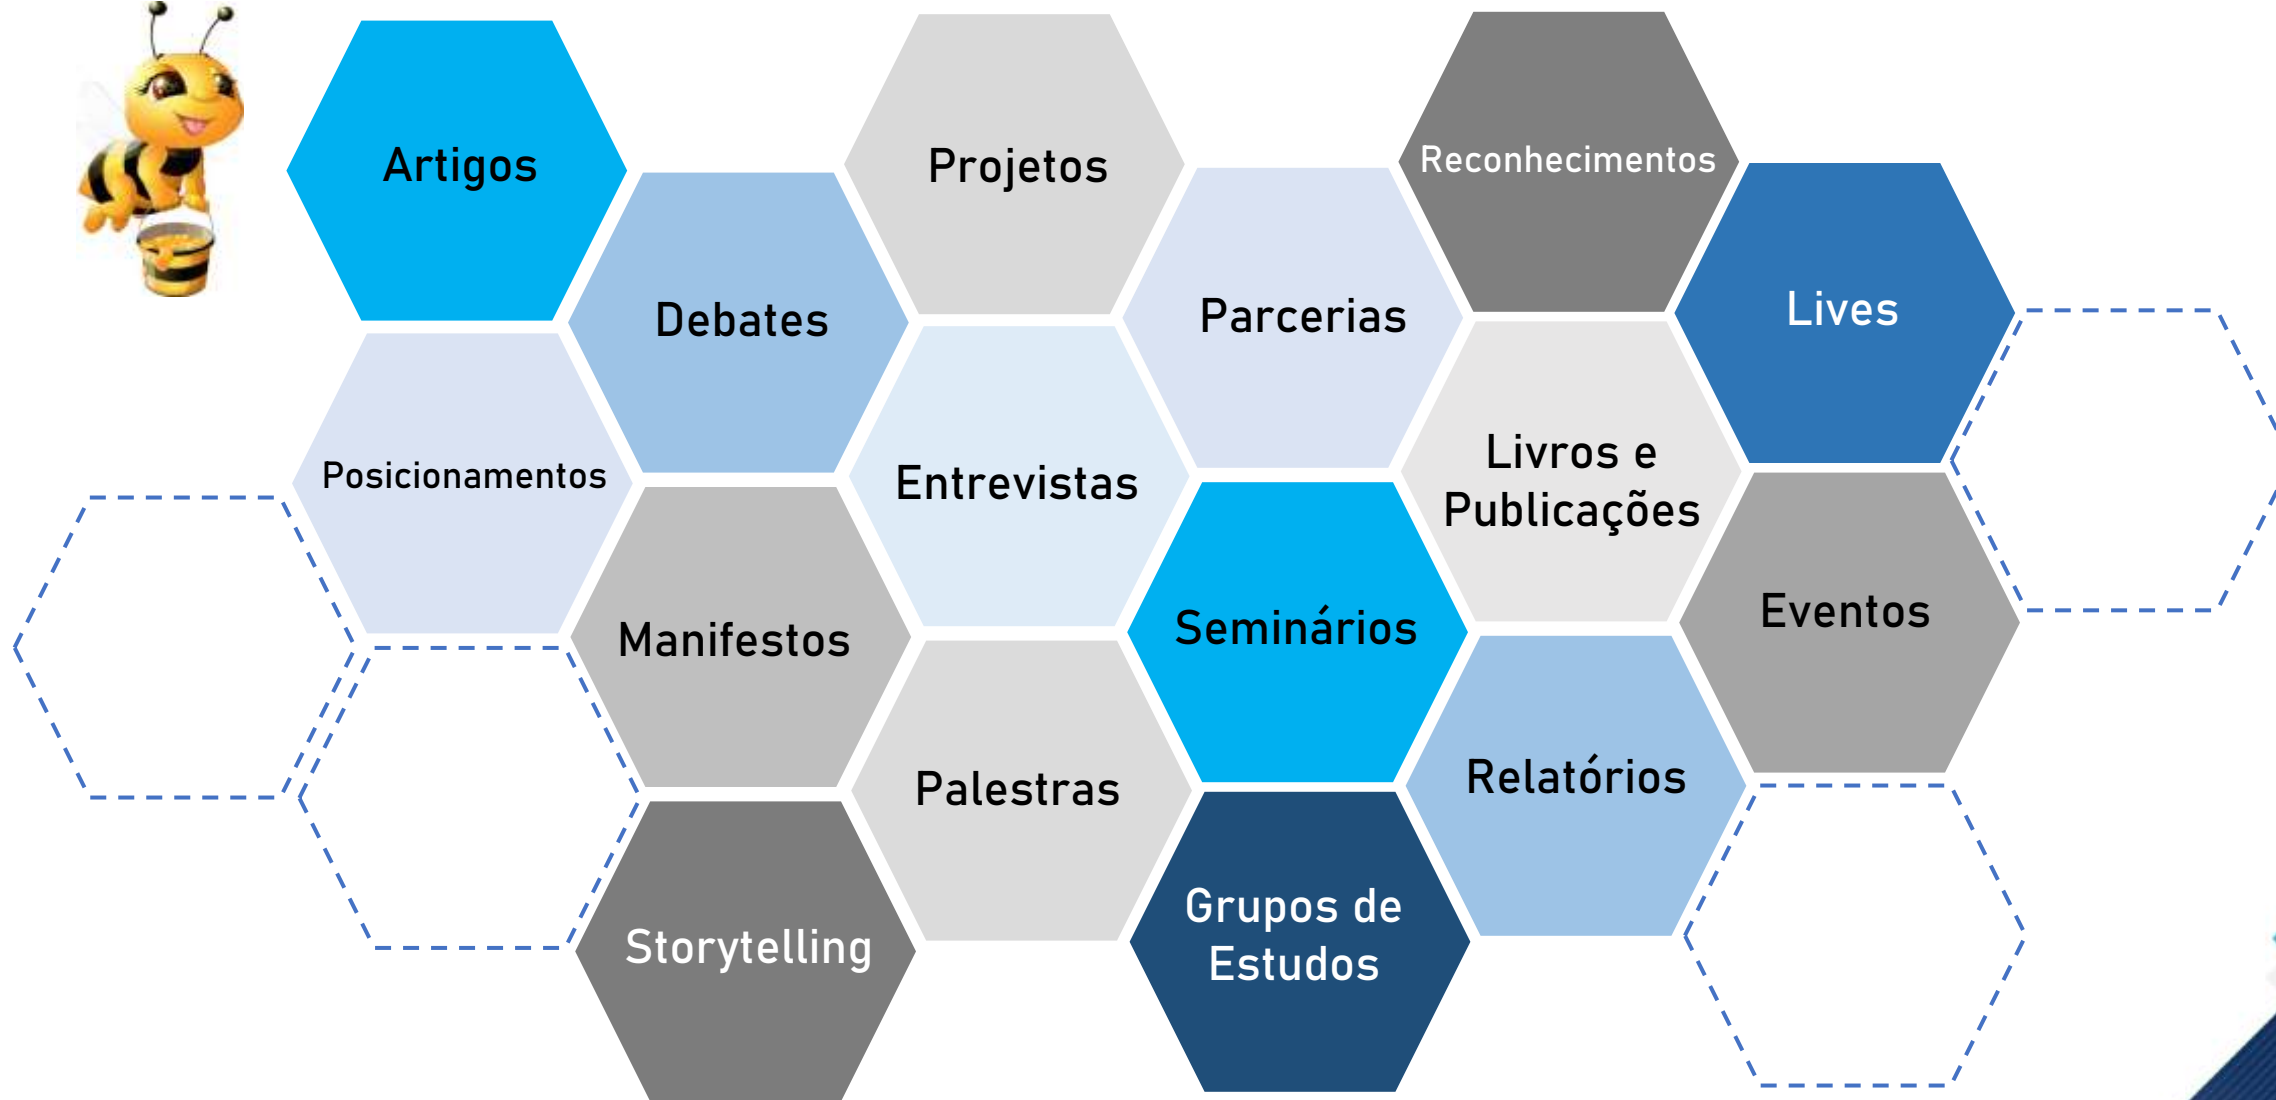 Artigos
Projetos
Reconhecimentos
Debates
Parcerias
Lives
Posicionamentos
Entrevistas
Livros e
Publicações
Manifestos
Seminários
Eventos
Palestras
Relatórios
Storytelling
Grupos de
Estudos